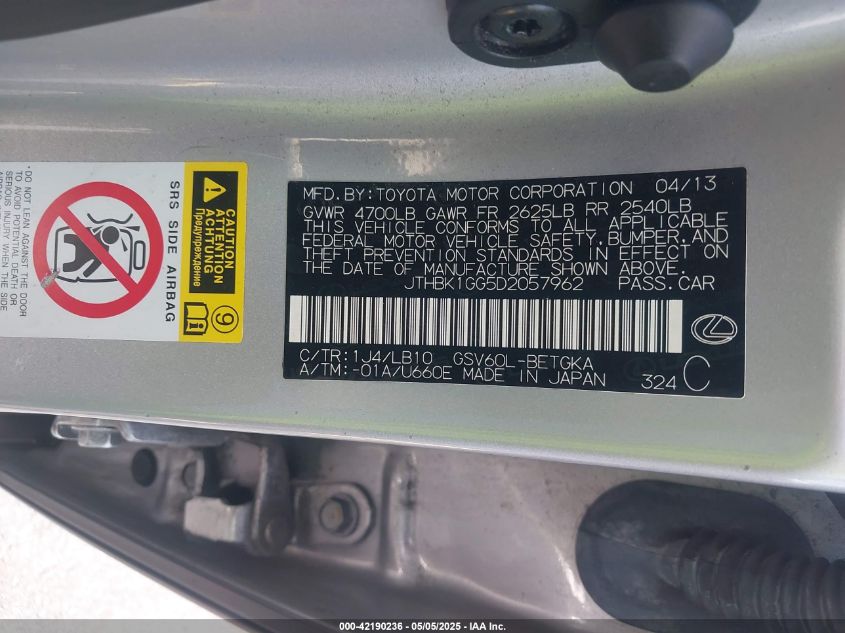 MFD. BY: TOYOTA MOTOR CORPORATION 04/13
GVWR 4700LB GAWR FR 2625LB RR 2540LB
THIS VEHICLE CONFORMS TO ALL APPLICABLE
FEDERAL MOTOR VEHICLE SAFETY, BUMPER, AND
THEFT PREVENTION STANDARDS IN EFFECT ON
THE DATE OF MANUFACTURE SHOWN ABOVE.
JTHBK1GG5D2057962 PASS.CAR
C/TR: 1J4/LB10 GSV60L-BETGKA
A/TM: -01A/U660E MADE IN JAPAN 324 C
CAUTION
ATTENTION
ACHTUNG
Предупреждение
9
SRS SIDE AIRBAG
• DO NOT LEAN AGAINST THE DOOR
TO AVOID POTENTIAL DEATH OR
SERIOUS INJURY WHEN THE SIDE
000-42190236 - 05/05/2025 - IAA Inc.